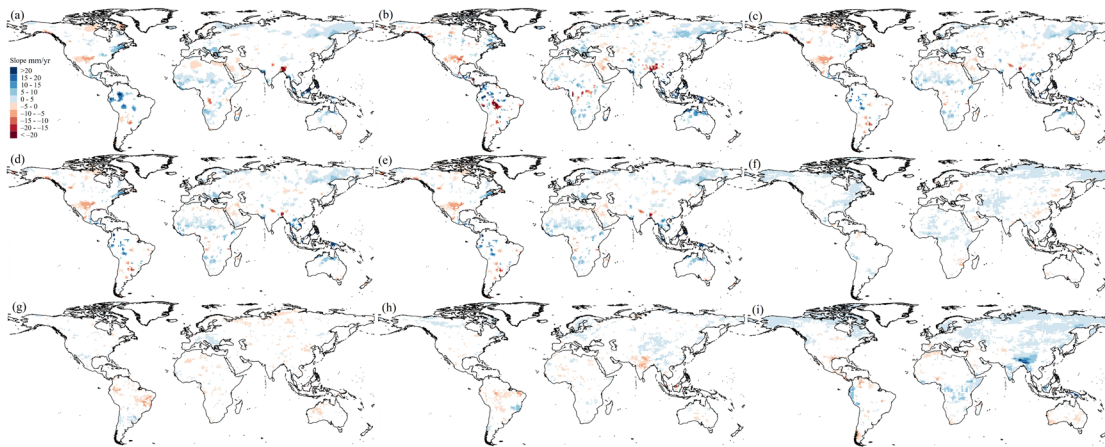 (a)
(b)
(c)
Slope mm/yr
>20
15 - 20
10 - 15
5 - 10
0 - 5
−5 - 0
−10 - −5
−15 - −10
−20 - −15
< −20
(d)
(e)
(f)
(g)
(h)
(i)